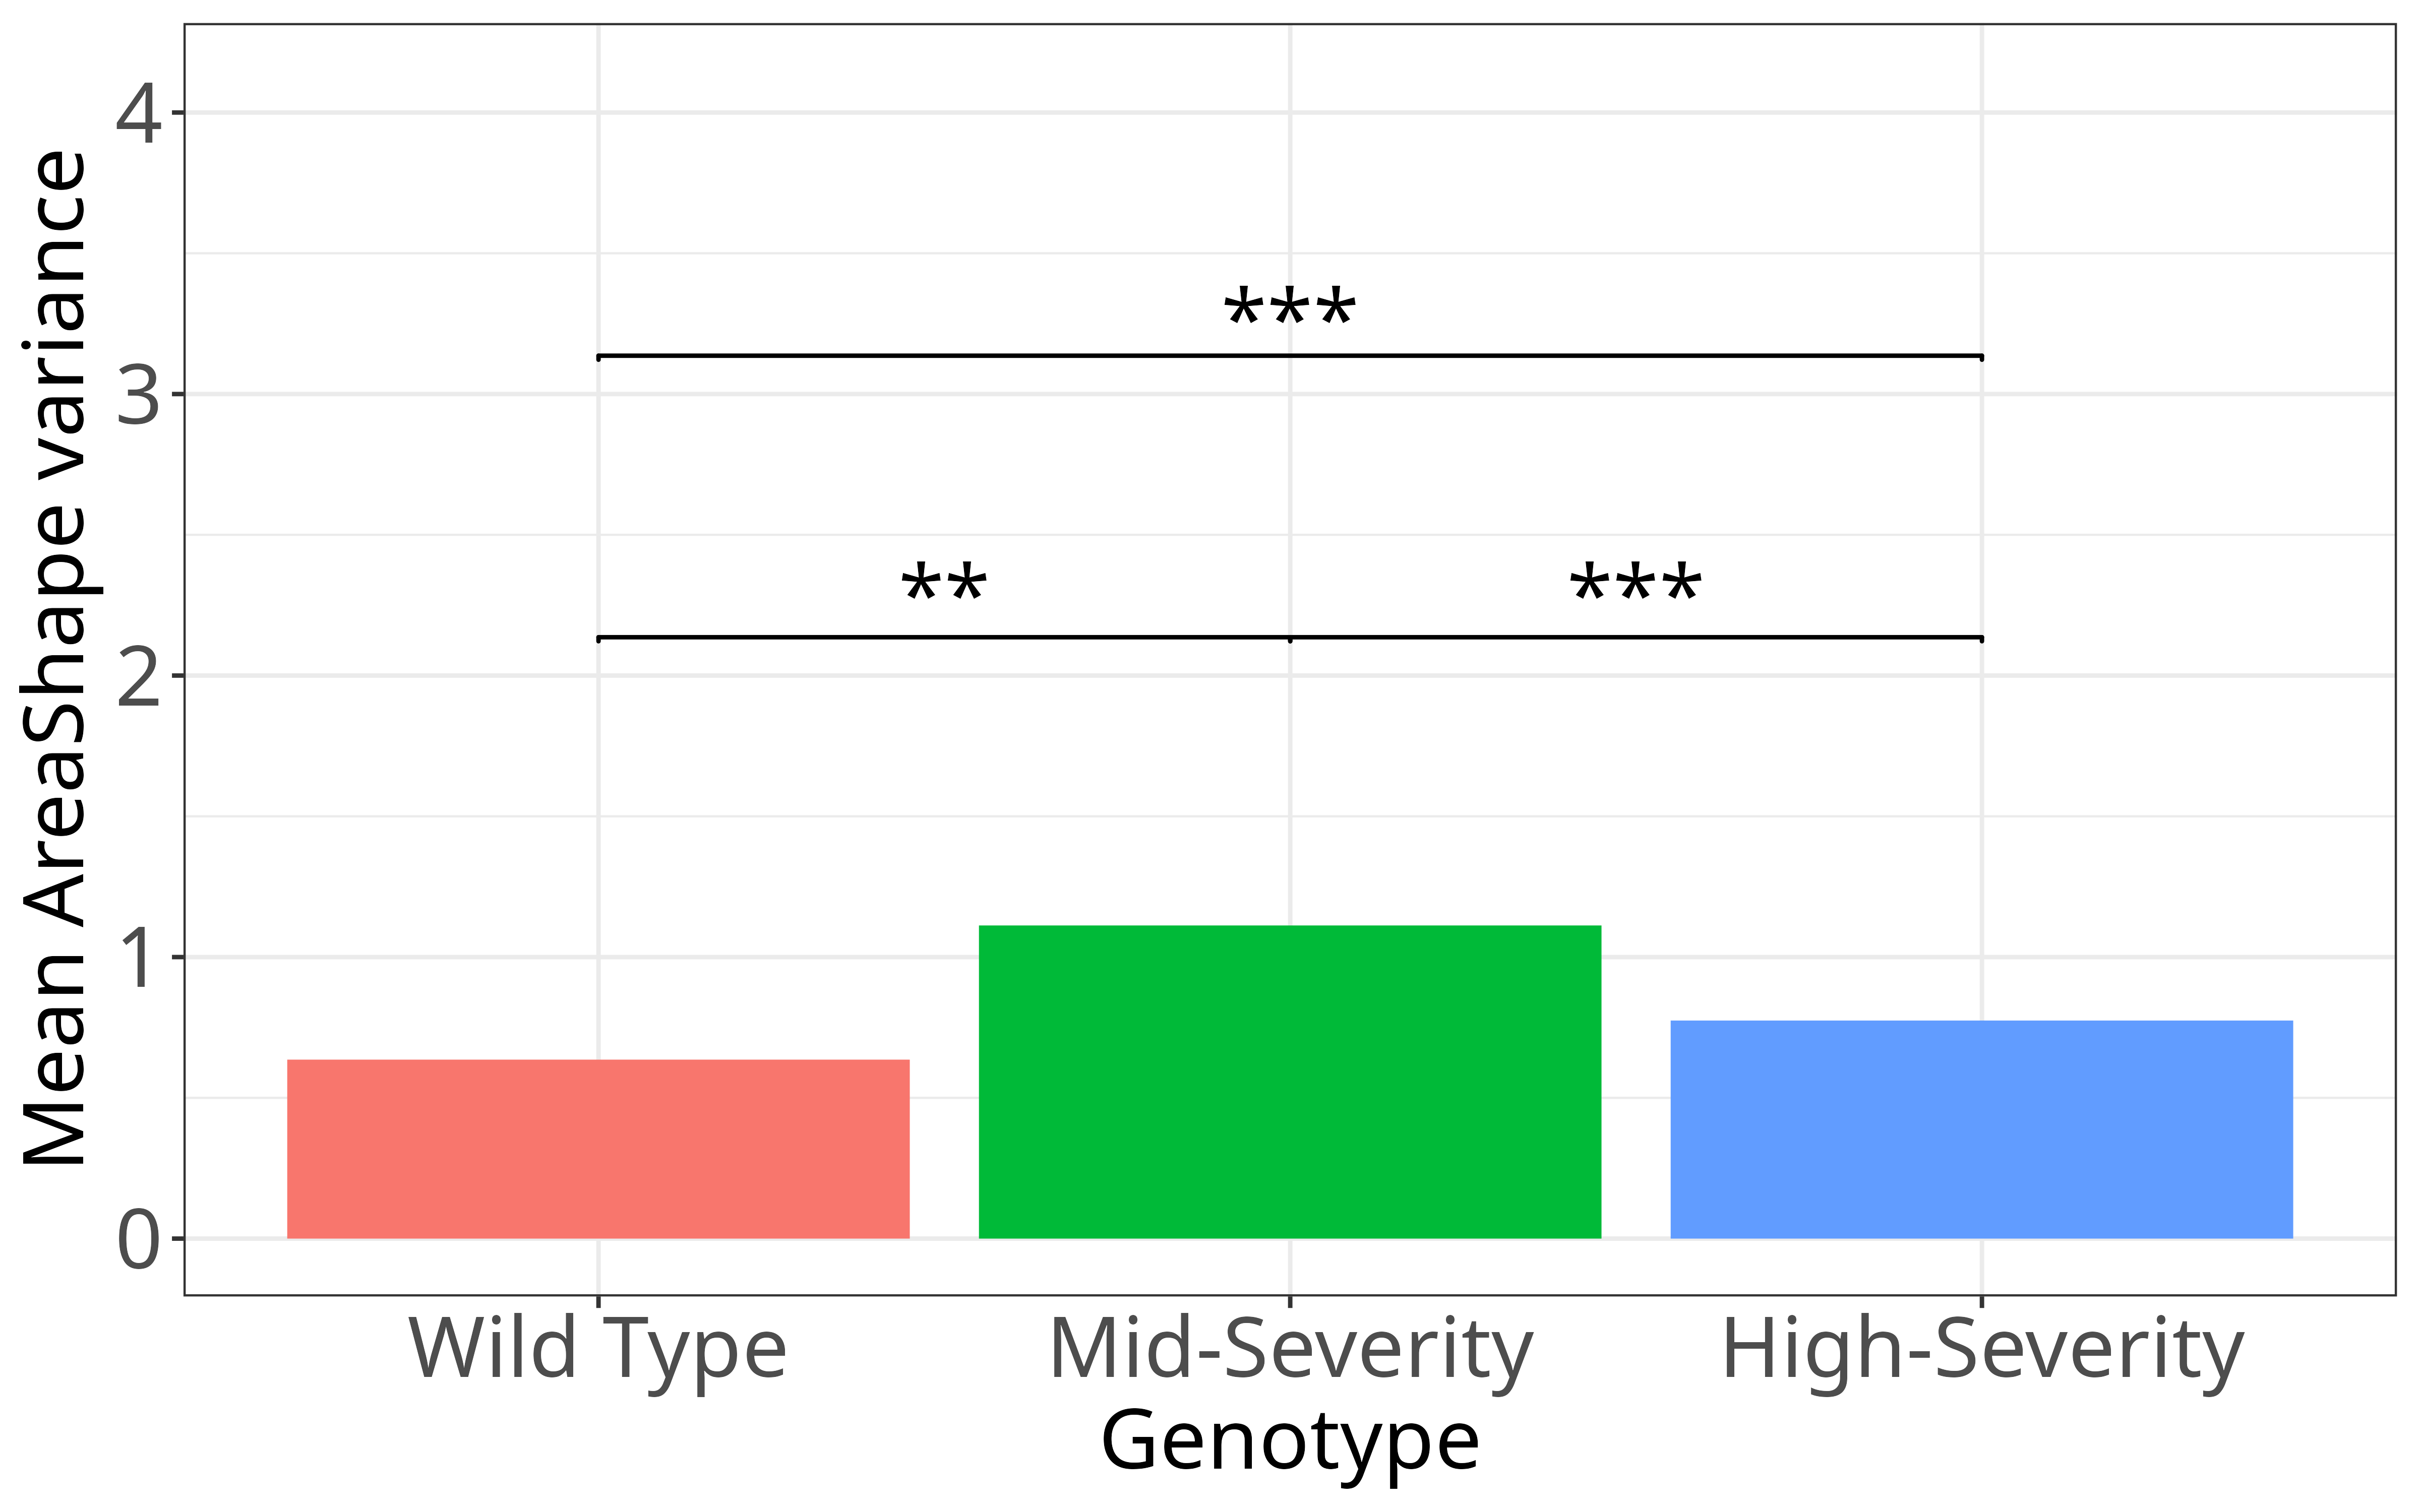 Mean AreaShape variance
4
3
2
1
0
***
** ***
Wild Type Mid-Severity High-Severity
Genotype